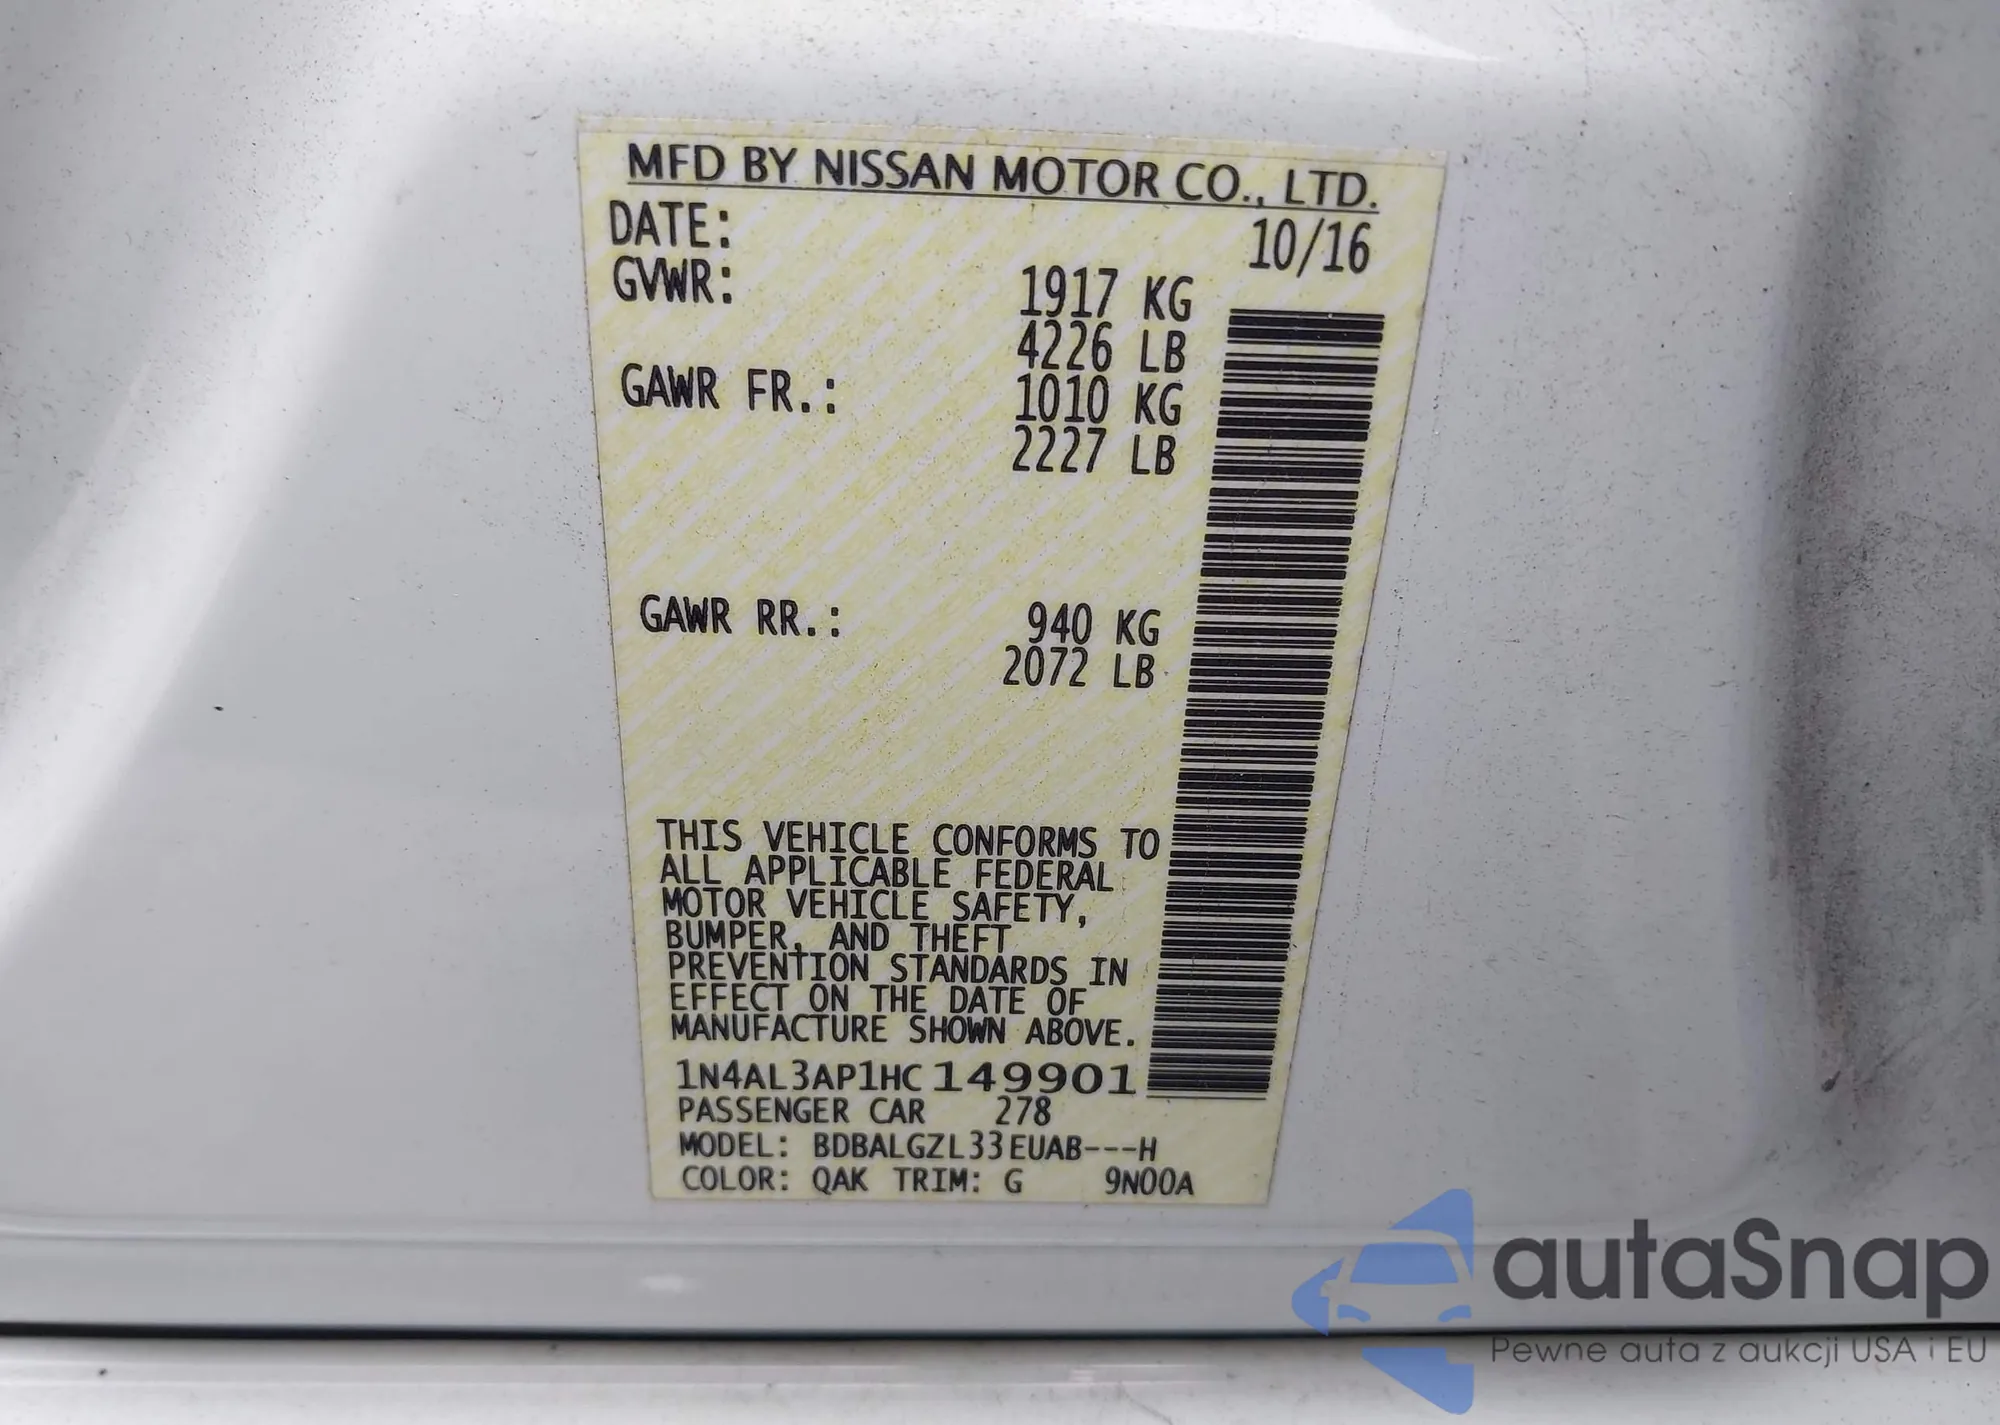 MFD BY NISSAN MOTOR CO., LTD.
DATE: 10/16
GVWR: 1917 KG
4226 LB
GAWR FR.: 1010 KG
2227 LB
GAWR RR.: 940 KG
2072 LB
THIS VEHICLE CONFORMS TO
ALL APPLICABLE FEDERAL
MOTOR VEHICLE SAFETY,
BUMPER, AND THEFT
PREVENTION STANDARDS IN
EFFECT ON THE DATE OF
MANUFACTURE SHOWN ABOVE.
1N4AL3AP1HC149901
PASSENGER CAR 278
MODEL: BDBALGZL33EUAB---H
COLOR: QAK TRIM: G 9N00A
autaSnap
Pewne auta z aukcji USA i EU